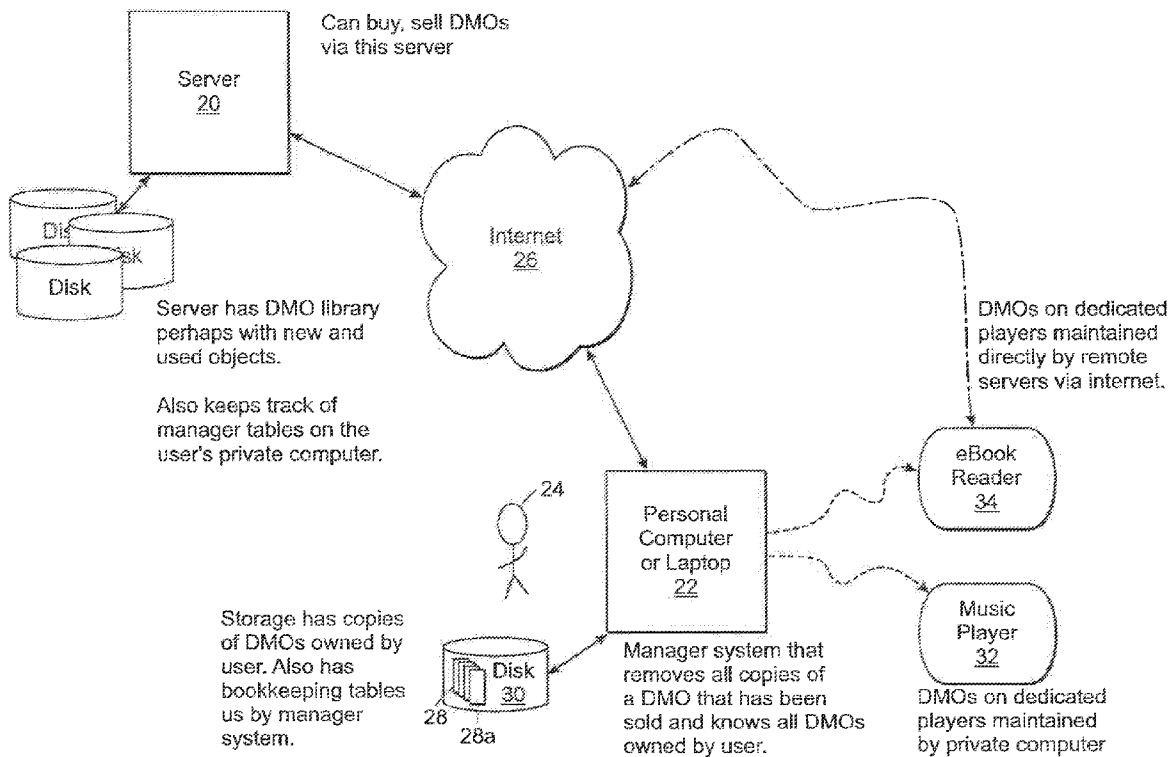 Can buy, sell DMOs
via this server
Server
20
Disk
Disk
Disk
Server has DMO library
perhaps with new and
used objects.
Also keeps track of
manager tables on the
user's private computer.
Internet
26
DMOs on dedicated
players maintained
directly by remote
servers via internet.
eBook
Reader
34
24
Personal
Computer
or Laptop
22
Music
Player
32
Storage has copies
of DMOs owned by
user. Also has
bookkeeping tables
us by manager
system.
Disk
30
28
28a
Manager system that
removes all copies of
a DMO that has been
sold and knows all DMOs
owned by user.
DMOs on dedicated
players maintained
by private computer